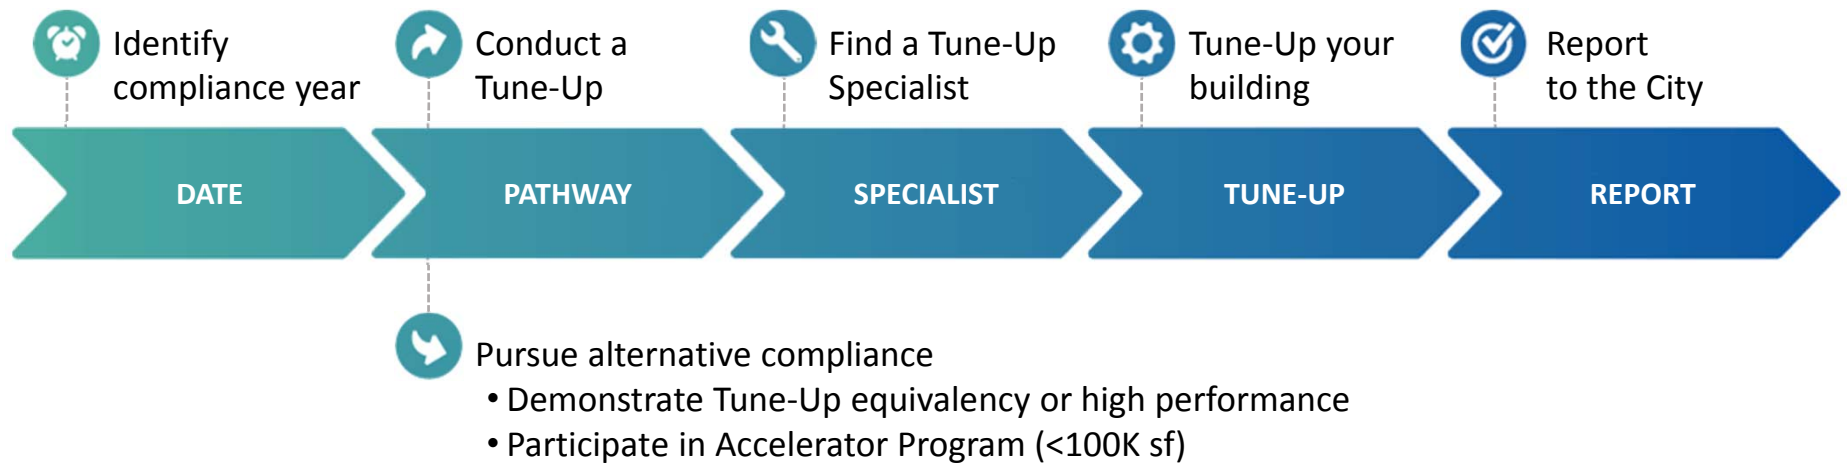 Identify
compliance year
Conduct a
Tune-Up
Find a Tune-Up
Specialist
Tune-Up your
building
Report
to the City
DATE
PATHWAY
SPECIALIST
TUNE-UP
REPORT
Pursue alternative compliance
• Demonstrate Tune-Up equivalency or high performance
• Participate in Accelerator Program (<100K sf)